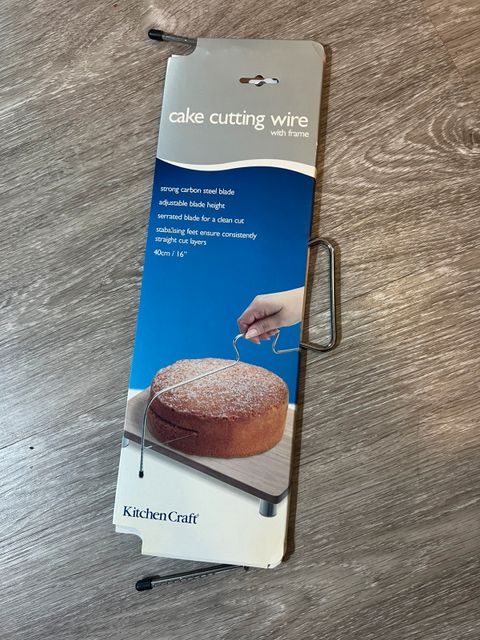 cake cutting wire
with frame
strong carbon steel blade
adjustable blade height
serrated blade for a clean cut
stabalising feet ensure consistently
straight cut layers
40cm / 16"
KitchenCraft®